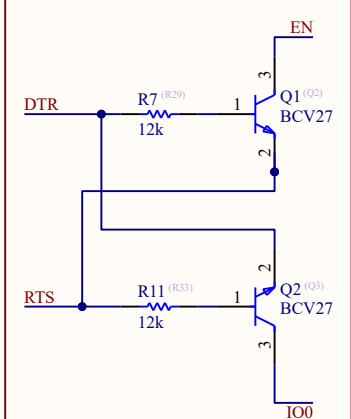 EN
3
DTR
R7 (R29)
1
Q1 (Q2)
12k
BCV27
2
2
RTS
R11 (R33)
1
Q2 (Q3)
12k
BCV27
3
IO0